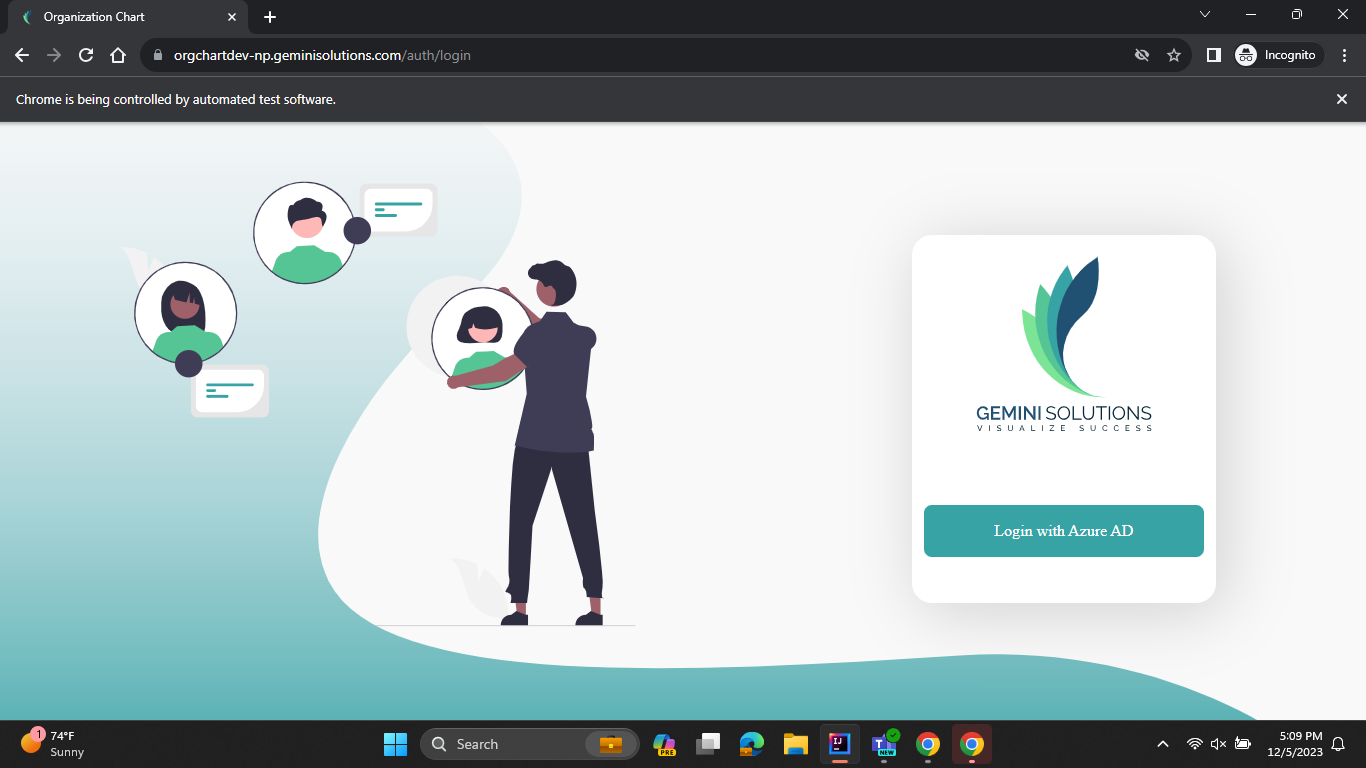 Organization Chart
orgchartdev-np.geminisolutions.com/auth/login
Incognito
Chrome is being controlled by automated test software.
GEMINI SOLUTIONS
VISUALIZE SUCCESS
Login with Azure AD
1
74°F
Sunny
Search
PRE
IJ
T
NEW
5:09 PM
12/5/2023